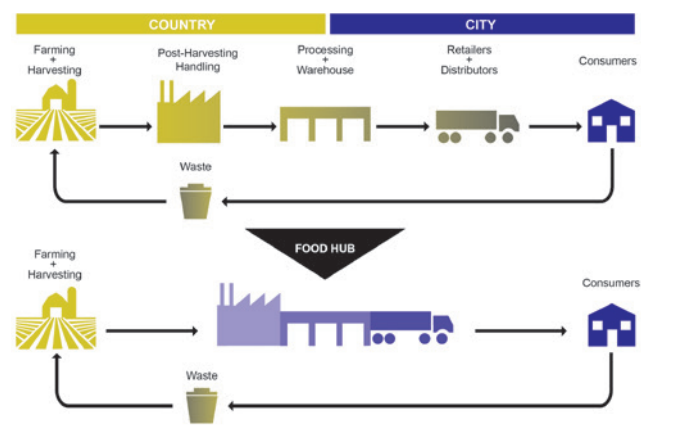 COUNTRY
CITY
Farming
+
Harvesting
Post-Harvesting
Handling
Processing
+
Warehouse
Retailers
+
Distributors
Consumers
Waste
FOOD HUB
Farming
+
Harvesting
Consumers
Waste